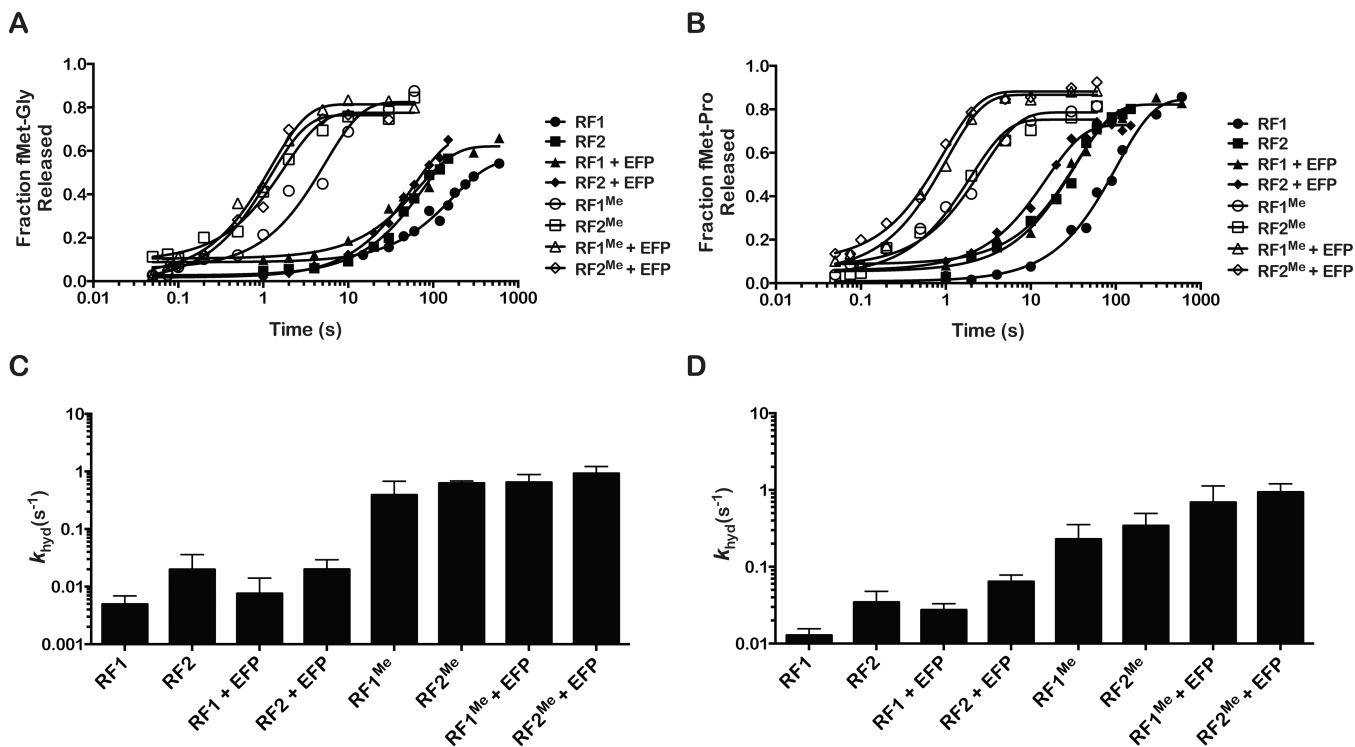 A
Fraction fMet-Gly
Released
1.0
0.8
0.6
0.4
0.2
0.0
0.01
0.1
1
10
100
1000
Time (s)
RF1
RF2
RF1 + EFP
RF2 + EFP
RF1ᴹᵉ
RF2ᴹᵉ
RF1ᴹᵉ + EFP
RF2ᴹᵉ + EFP
B
Fraction fMet-Pro
Released
1.0
0.8
0.6
0.4
0.2
0.0
0.01
0.1
1
10
100
1000
Time (s)
RF1
RF2
RF1 + EFP
RF2 + EFP
RF1ᴹᵉ
RF2ᴹᵉ
RF1ᴹᵉ + EFP
RF2ᴹᵉ + EFP
C
k_hyd(s⁻¹)
10
1
0.1
0.01
0.001
RF1
RF2
RF1 + EFP
RF2 + EFP
RF1ᴹᵉ
RF2ᴹᵉ
RF1ᴹᵉ + EFP
RF2ᴹᵉ + EFP
D
k_hyd(s⁻¹)
10
1
0.1
0.01
RF1
RF2
RF1 + EFP
RF2 + EFP
RF1ᴹᵉ
RF2ᴹᵉ
RF1ᴹᵉ + EFP
RF2ᴹᵉ + EFP